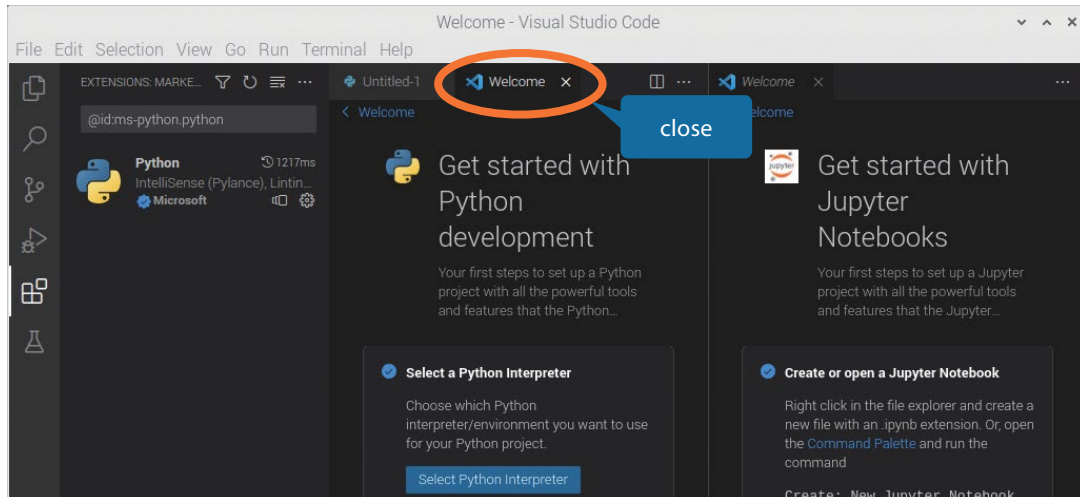 Welcome - Visual Studio Code
File Edit Selection View Go Run Terminal Help
EXTENSIONS: MARKE...
@id:ms-python.python
Python 1217ms
IntelliSense (Pylance), Lintin...
Microsoft
Untitled-1
Welcome
< Welcome
close
Get started with
Python
development
Your first steps to set up a Python
project with all the powerful tools
and features that the Python...
Select a Python Interpreter
Choose which Python
interpreter/environment you want to use
for your Python project.
Select Python Interpreter
Welcome
elcome
jupyter
Get started with
Jupyter
Notebooks
Your first steps to set up a Jupyter
project with all the powerful tools
and features that the Jupyter...
Create or open a Jupyter Notebook
Right click in the file explorer and create a
new file with an .ipynb extension. Or, open
the Command Palette and run the
command
Create: New Jupyter Notebook